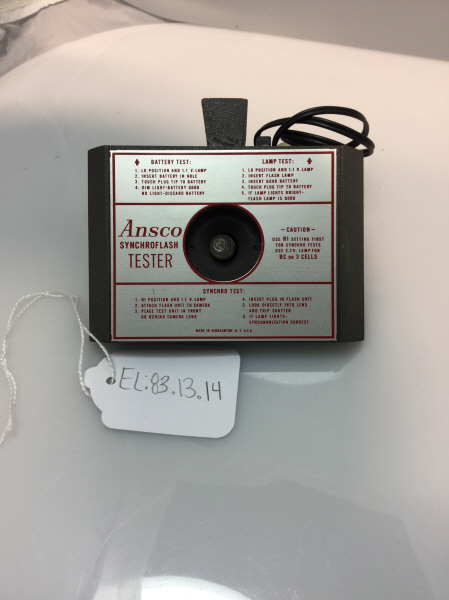 BATTERY TEST:
1. LO POSITION AND 1.1 V. LAMP
2. INSERT BATTERY IN HOLE
3. TOUCH PLUG TIP TO BATTERY
4. DIM LIGHT-BATTERY GOOD
NO LIGHT-DISCARD BATTERY
LAMP TEST:
1. LO POSITION AND 1.1 V. LAMP
2. INSERT FLASH LAMP
3. INSERT GOOD BATTERY
4. TOUCH PLUG TIP TO BATTERY
5. IF LAMP LIGHTS BRIGHT-
FLASH LAMP IS GOOD
Ansco
SYNCHROFLASH
TESTER
-CAUTION-
USE HI SETTING FIRST
FOR SYNCHRO TESTS
USE 2.2V. LAMP FOR
BC OR 3 CELLS
SYNCHRO TEST:
1. HI POSITION AND 1.1 V. LAMP
2. ATTACH FLASH UNIT TO CAMERA
3. PLACE TEST UNIT IN FRONT
OR BEHIND CAMERA LENS
4. INSERT PLUG IN FLASH UNIT
5. LOOK DIRECTLY INTO LENS
AND TRIP SHUTTER
6. IF LAMP LIGHTS-
SYNCHRONIZATION CORRECT
MADE IN BINGHAMTON, N.Y. U.S.A.
EL:83.13.14